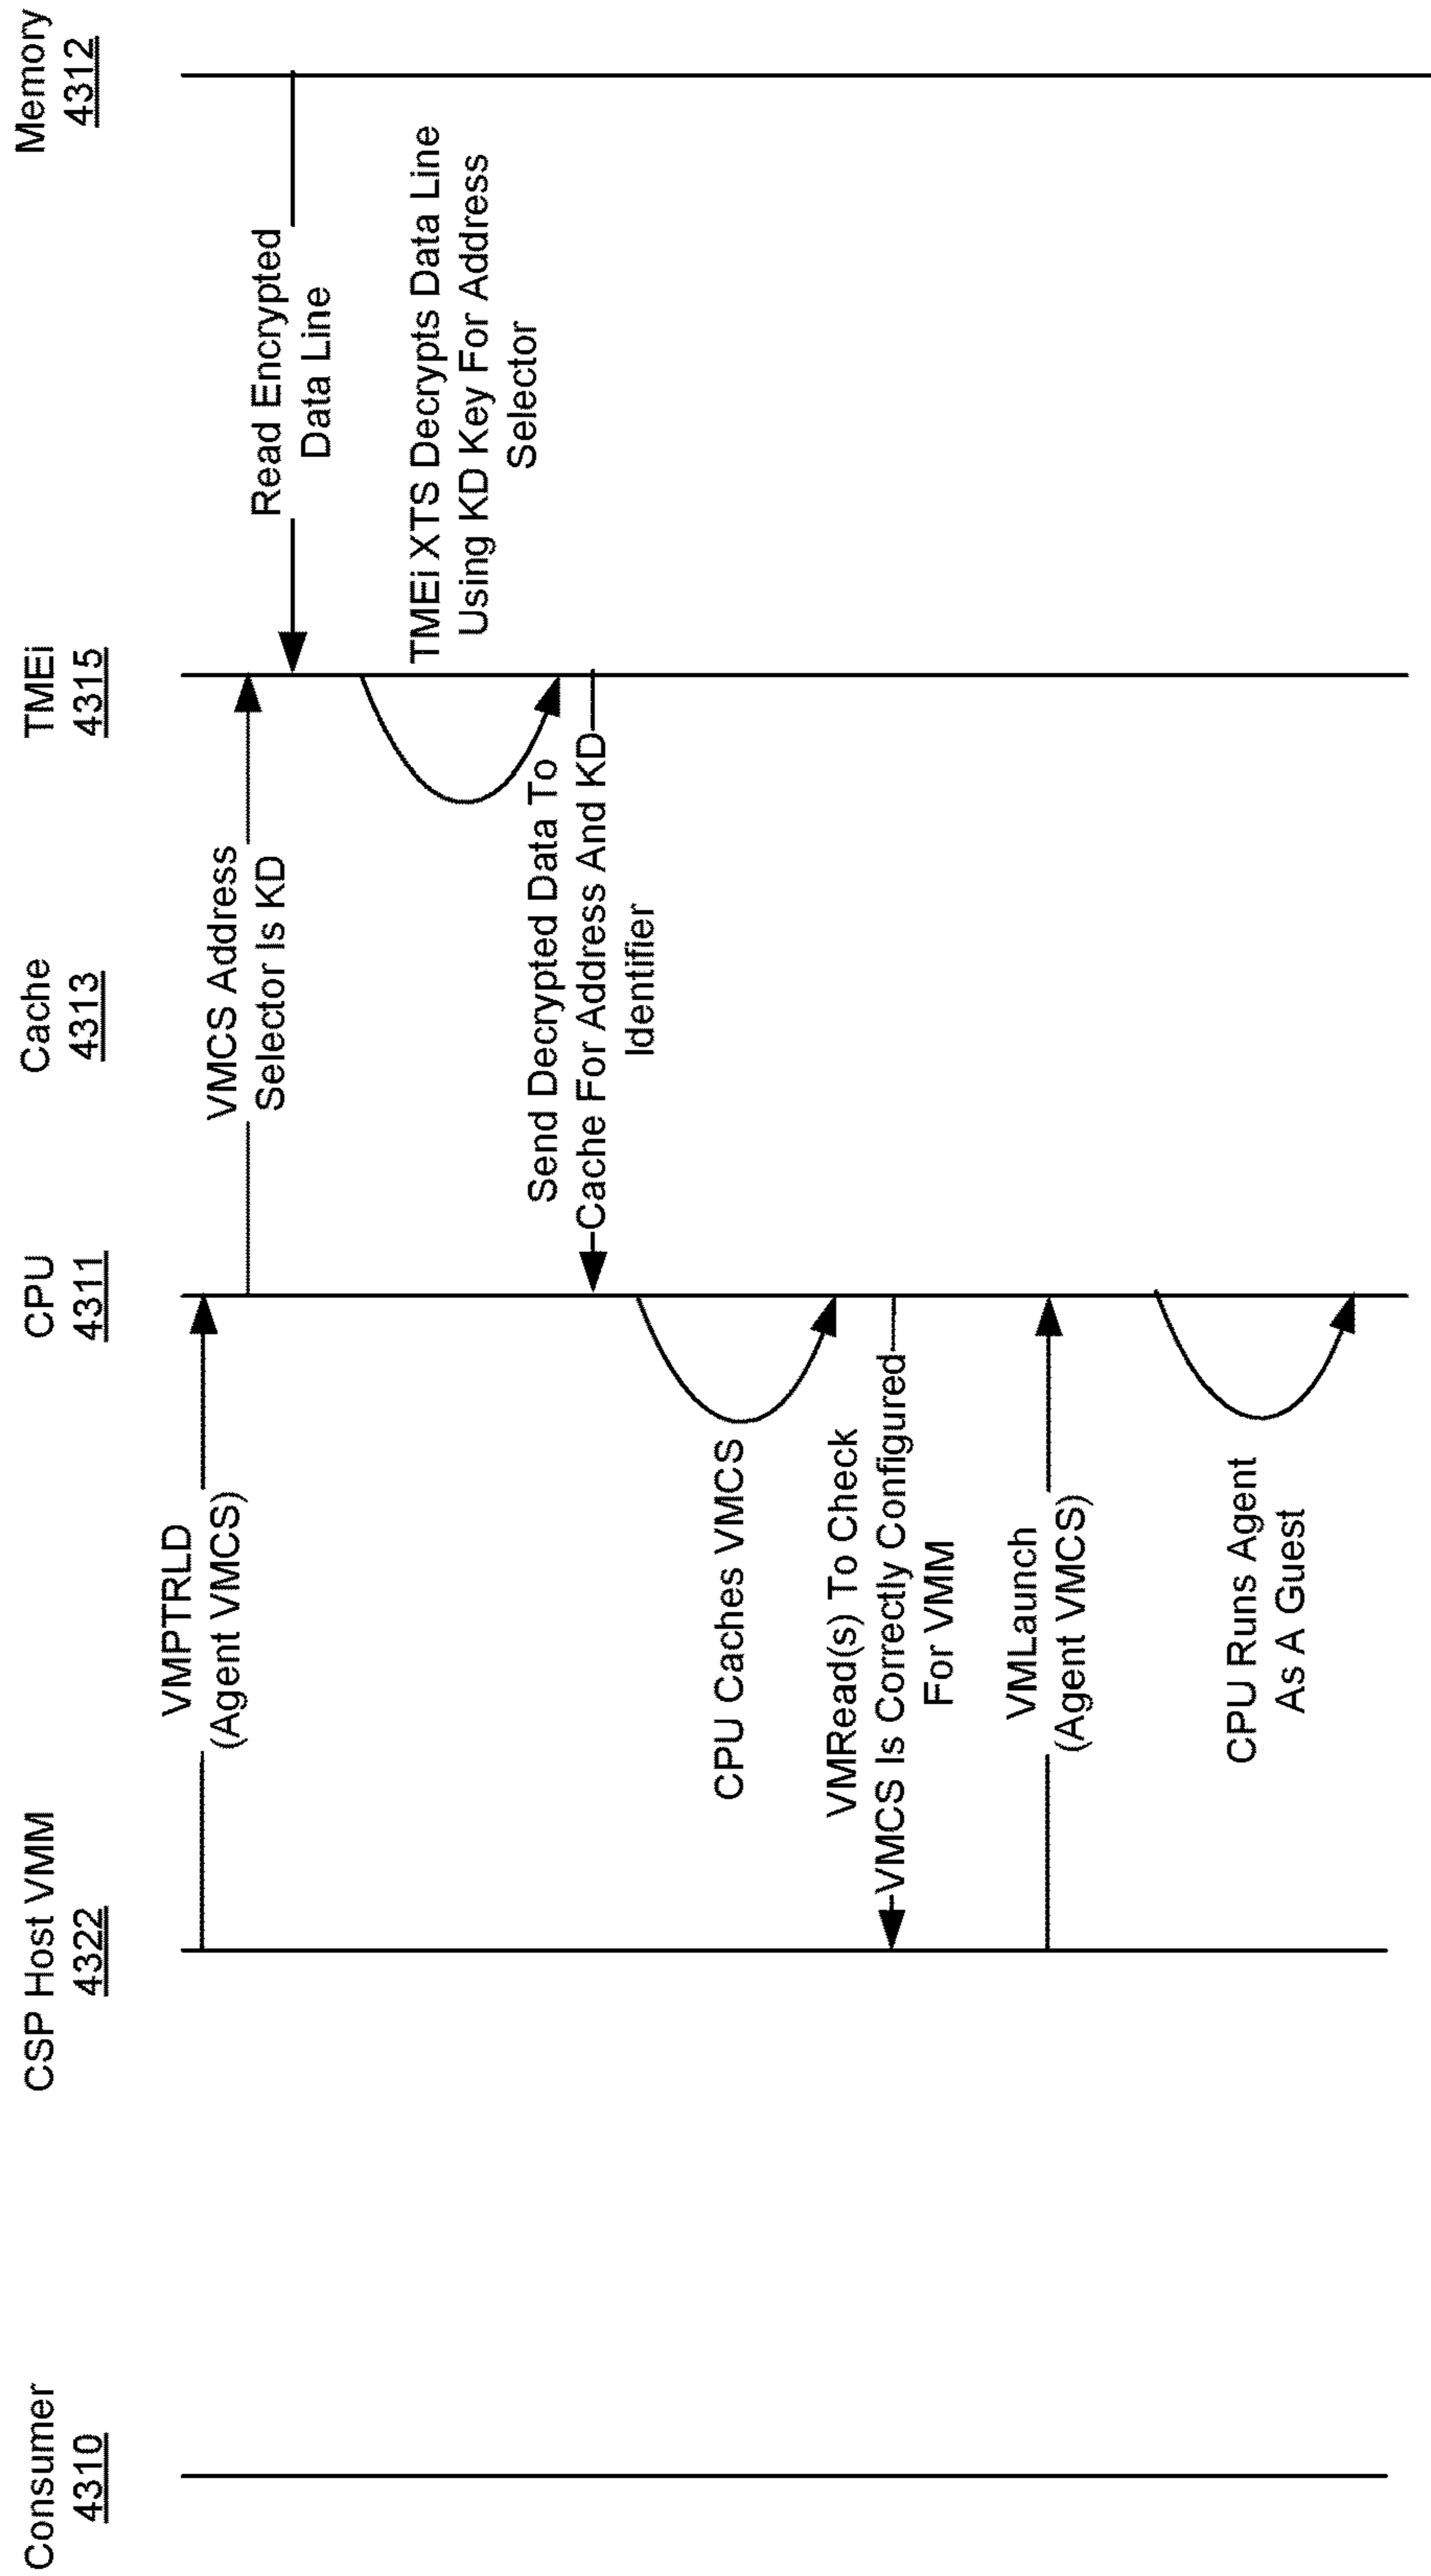 Consumer
4310
CSP Host VMM
4322
CPU
4311
Cache
4313
TMEi
4315
Memory
4312
VMPTRLD
(Agent VMCS)
VMCS Address
Selector Is KD
Read Encrypted
Data Line
TMEi XTS Decrypts Data Line
Using KD Key For Address
Selector
Send Decrypted Data To
Cache For Address And KD
Identifier
CPU Caches VMCS
VMRead(s) To Check
VMCS Is Correctly Configured
For VMM
VMLaunch
(Agent VMCS)
CPU Runs Agent
As A Guest